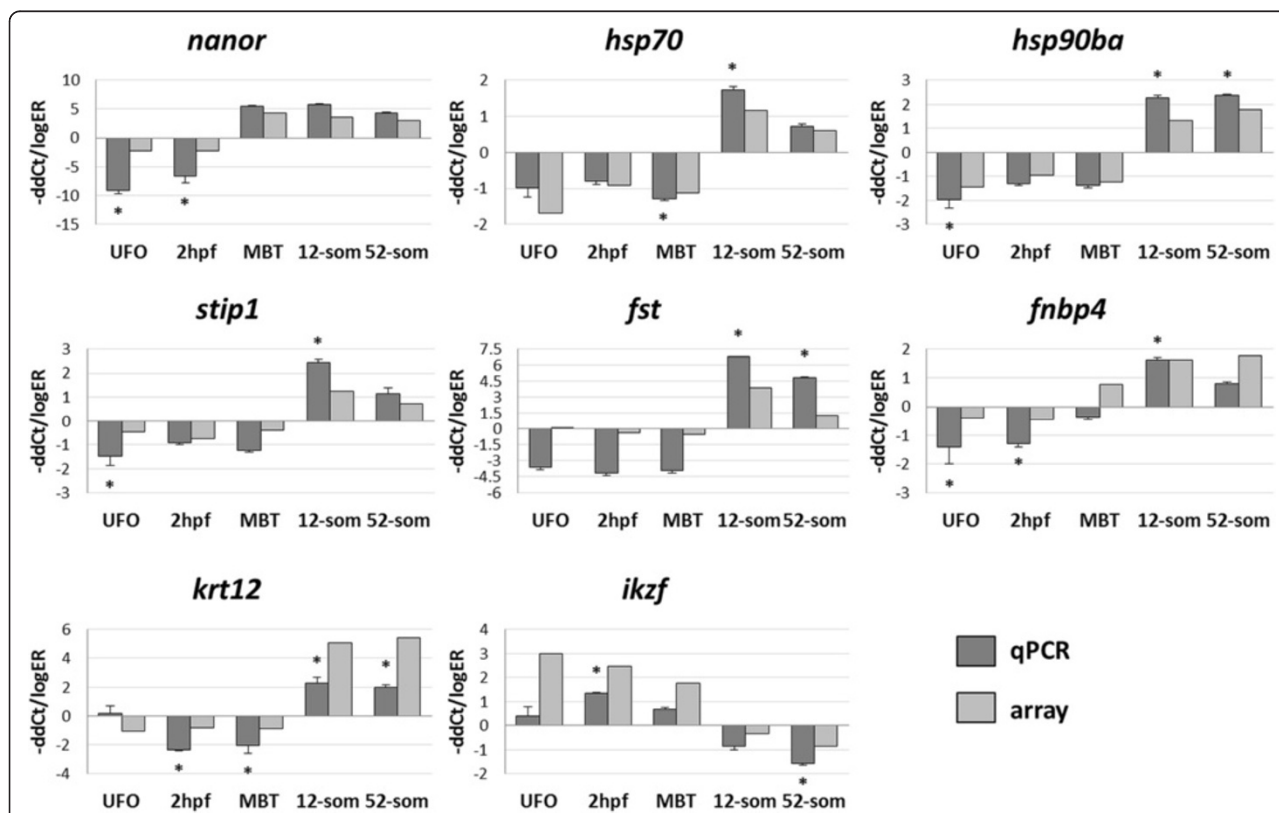 nanor
hsp70
hsp90ba
-ddCt/logER
10
5
0
-5
-10
-15
*
*
UFO 2hpf MBT 12-som 52-som
-ddCt/logER
2
1
0
-1
-2
*
*
UFO 2hpf MBT 12-som 52-som
-ddCt/logER
3
2
1
0
-1
-2
-3
*
*
*
UFO 2hpf MBT 12-som 52-som
stip1
fst
fnbp4
-ddCt/logER
3
2
1
0
-1
-2
-3
*
*
UFO 2hpf MBT 12-som 52-som
-ddCt/logER
7.5
6
4.5
3
1.5
0
-1.5
-3
-4.5
-6
*
*
UFO 2hpf MBT 12-som 52-som
-ddCt/logER
2
1
0
-1
-2
-3
*
*
*
UFO 2hpf MBT 12-som 52-som
krt12
ikzf
-ddCt/logER
6
4
2
0
-2
-4
*
*
*
*
UFO 2hpf MBT 12-som 52-som
-ddCt/logER
4
3
2
1
0
-1
-2
*
*
UFO 2hpf MBT 12-som 52-som
qPCR
array